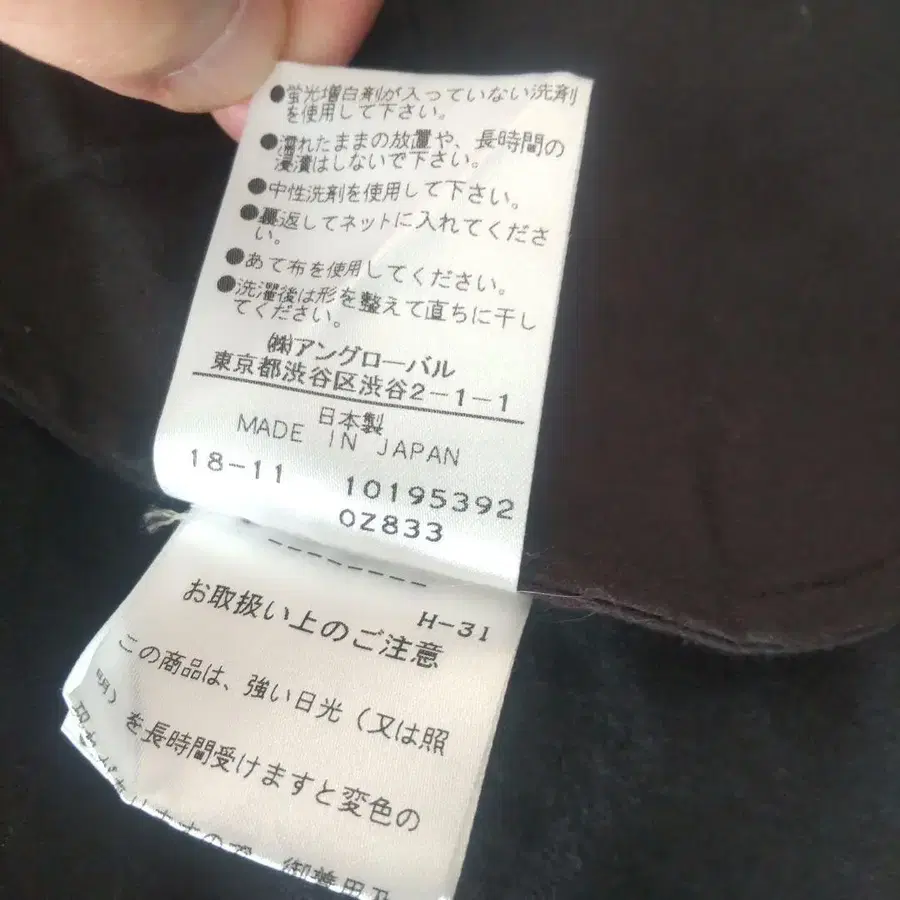 ●蛍光増白剤が入っていない洗剤
を使用して下さい。
●濡れたままの放置や、長時間の
浸漬はしないで下さい。
●中性洗剤を使用して下さい。
●裏返してネットに入れてくださ
い。
●あて布を使用してください。
●洗濯後は形を整えて直ちに干し
てください。
㈱アングローバル
東京都渋谷区渋谷2-1-1
日本製
MADE IN JAPAN
18-11 10195392
0Z833
H-31
お取扱い上のご注意
この商品は、強い日光（又は照
明）を長時間受けますと変色の